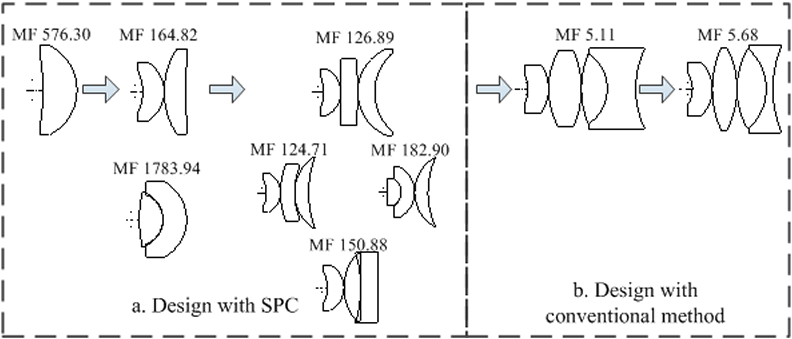 MF 576.30
MF 164.82
MF 126.89
MF 5.11
MF 5.68
MF 1783.94
MF 124.71
MF 182.90
MF 150.88
a. Design with SPC
b. Design with
conventional method